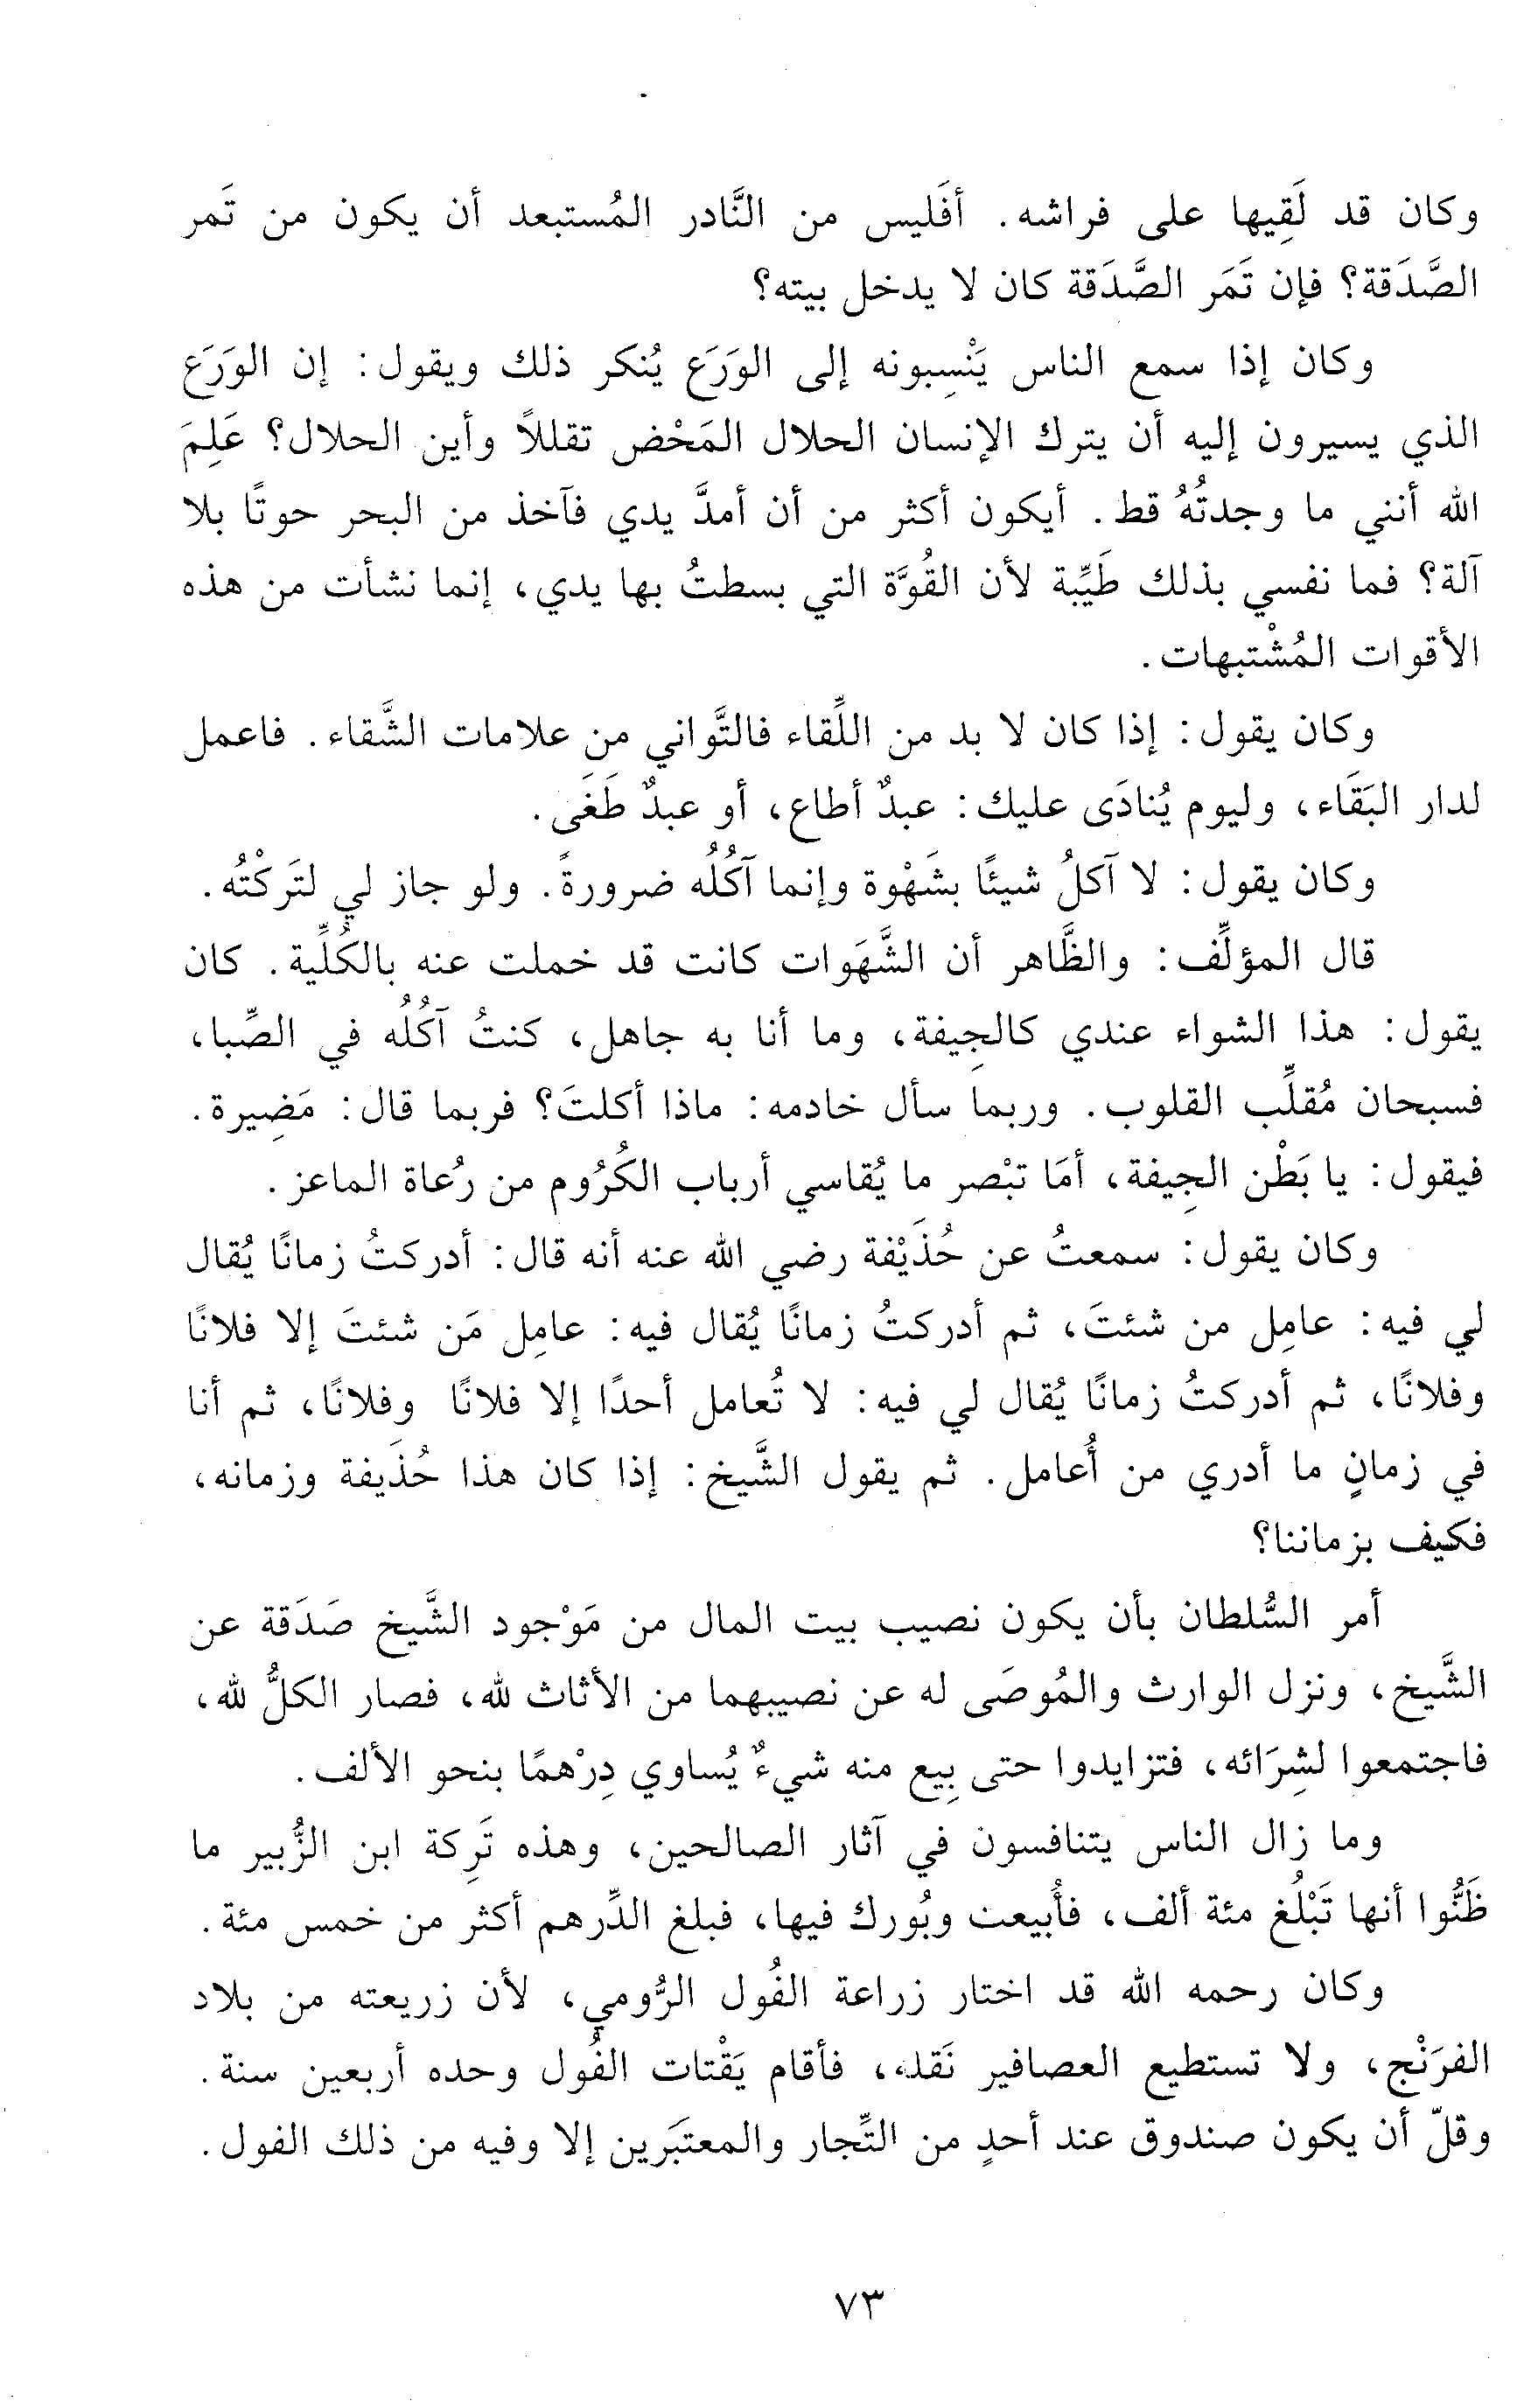 وكان قد لَقِيها على فراشه. أفَليس من النَّادر المُستبعد أن يكون من تَمر
الصَّدَقة؟ فإن تَمَر الصَّدَقة كان لا يدخل بيته؟
وكان إذا سمع الناس يَنْسِبونه إلى الوَرَع يُنكر ذلك ويقول: إن الوَرَع
الذي يسيرون إليه أن يترك الإنسان الحلال المَحْض تقللاً وأين الحلال؟ عَلِمَ
الله أنني ما وجدتُهُ قط. أيكون أكثر من أن أمدَّ يدي فآخذ من البحر حوتًا بلا
آلة؟ فما نفسي بذلك طَيِّبة لأن القُوَّة التي بسطتُ بها يدي، إنما نشأت من هذه
الأقوات المُشْتبهات.
وكان يقول: إذا كان لا بد من اللِّقاء فالتَّواني من علامات الشَّقاء. فاعمل
لدار البَقَاء، وليوم يُنادَى عليك: عبدٌ أطاع، أو عبدٌ طَغَى.
وكان يقول: لا آكلُ شيئًا بشَهْوة وإنما آكُلُه ضرورةً. ولو جاز لي لتَركْتُه.
قال المؤلِّف: والظَّاهر أن الشَّهَوات كانت قد خملت عنه بالكُلِّية. كان
يقول: هذا الشواء عندي كالجِيفة، وما أنا به جاهل، كنتُ آكُلُه في الصِّبا،
فسبحان مُقلِّب القلوب. وربما سأل خادمه: ماذا أكلتَ؟ فربما قال: مَضِيرة.
فيقول: يا بَطْن الجِيفة، أمَا تبْصر ما يُقاسي أرباب الكُرُوم من رُعاة الماعز.
وكان يقول: سمعتُ عن حُذَيْفة رضي الله عنه أنه قال: أدركتُ زمانًا يُقال
لي فيه: عامِل من شئتَ، ثم أدركتُ زمانًا يُقال فيه: عامِل مَن شئتَ إلا فلانًا
وفلانًا، ثم أدركتُ زمانًا يُقال لي فيه: لا تُعامل أحدًا إلا فلانًا وفلانًا، ثم أنا
في زمانٍ ما أدري من أُعامل. ثم يقول الشَّيخ: إذا كان هذا حُذَيفة وزمانه،
فكيف بزماننا؟
أمر السُّلطان بأن يكون نصيب بيت المال من مَوْجود الشَّيخ صَدَقة عن
الشَّيخ، ونزل الوارث والمُوصَى له عن نصيبهما من الأثاث لله، فصار الكلُّ لله،
فاجتمعوا لشِرَائه، فتزايدوا حتى بِيع منه شيءٌ يُساوي دِرْهمًا بنحو الألف.
وما زال الناس يتنافسون في آثار الصالحين، وهذه تَرِكة ابن الزُّبير ما
ظَنُّوا أنها تَبْلُغ مئة ألف، فأُبيعت وبُورك فيها، فبلغ الدِّرهم أكثر من خمس مئة.
وكان رحمه الله قد اختار زراعة الفُول الرُّومي، لأن زريعته من بلاد
الفرَنْج، ولا تستطيع العصافير نَقله، فأقام يَقْتات الفُول وحده أربعين سنة.
وقلّ أن يكون صندوق عند أحدٍ من التِّجار والمعتبَرين إلا وفيه من ذلك الفول.
٧٣